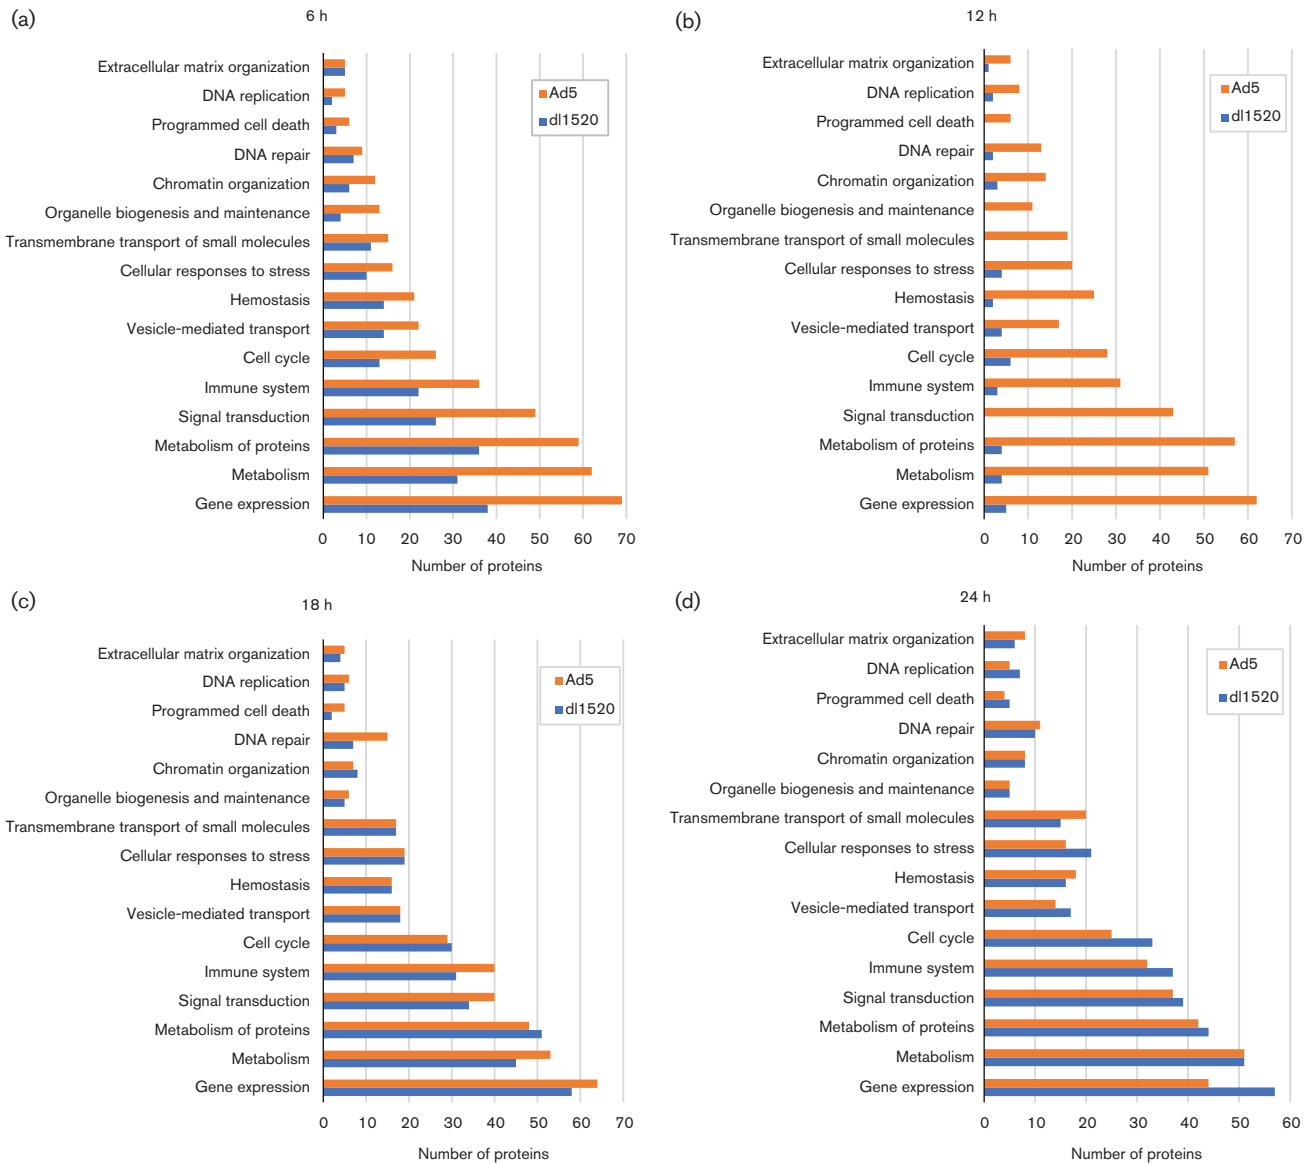 (a)
6 h
Extracellular matrix organization
DNA replication
Programmed cell death
DNA repair
Chromatin organization
Organelle biogenesis and maintenance
Transmembrane transport of small molecules
Cellular responses to stress
Hemostasis
Vesicle-mediated transport
Cell cycle
Immune system
Signal transduction
Metabolism of proteins
Metabolism
Gene expression
Ad5
dl1520
0 10 20 30 40 50 60 70
Number of proteins
(b)
12 h
Extracellular matrix organization
DNA replication
Programmed cell death
DNA repair
Chromatin organization
Organelle biogenesis and maintenance
Transmembrane transport of small molecules
Cellular responses to stress
Hemostasis
Vesicle-mediated transport
Cell cycle
Immune system
Signal transduction
Metabolism of proteins
Metabolism
Gene expression
Ad5
dl1520
0 10 20 30 40 50 60 70
Number of proteins
(c)
18 h
Extracellular matrix organization
DNA replication
Programmed cell death
DNA repair
Chromatin organization
Organelle biogenesis and maintenance
Transmembrane transport of small molecules
Cellular responses to stress
Hemostasis
Vesicle-mediated transport
Cell cycle
Immune system
Signal transduction
Metabolism of proteins
Metabolism
Gene expression
Ad5
dl1520
0 10 20 30 40 50 60 70
Number of proteins
(d)
24 h
Extracellular matrix organization
DNA replication
Programmed cell death
DNA repair
Chromatin organization
Organelle biogenesis and maintenance
Transmembrane transport of small molecules
Cellular responses to stress
Hemostasis
Vesicle-mediated transport
Cell cycle
Immune system
Signal transduction
Metabolism of proteins
Metabolism
Gene expression
Ad5
dl1520
0 10 20 30 40 50 60
Number of proteins